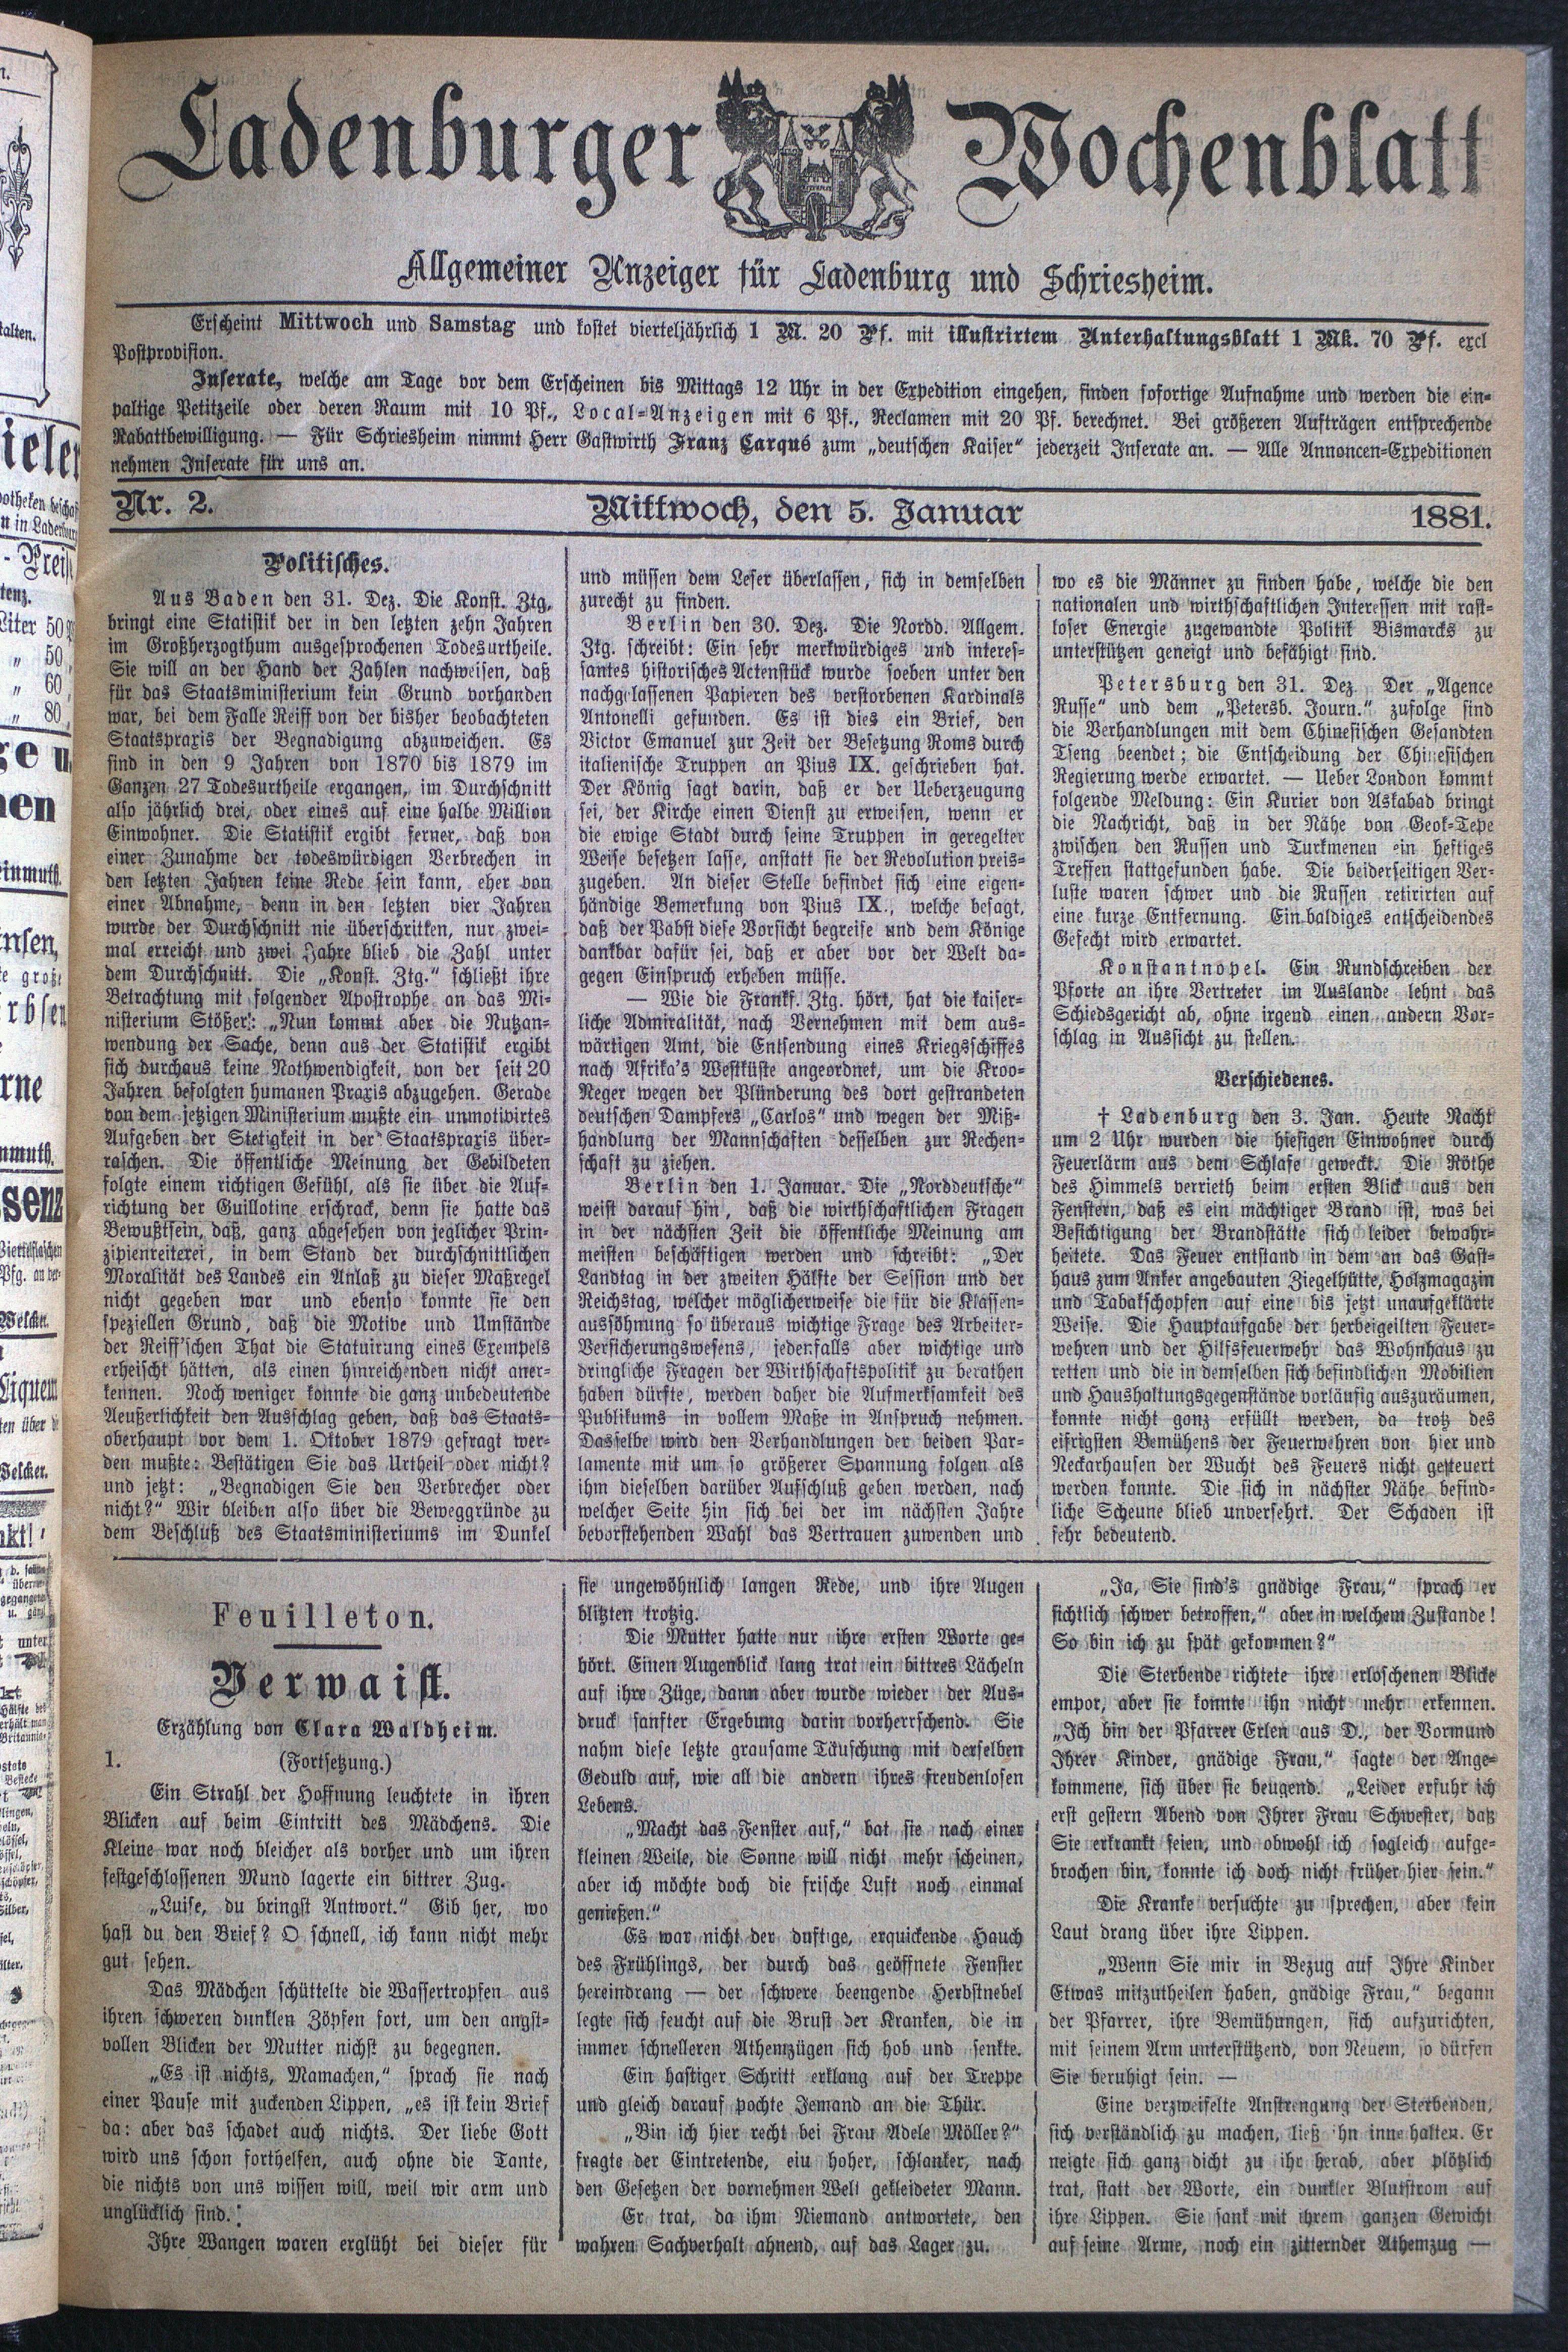 Ladenburger Wochenblatt
Allgemeiner Anzeiger für Ladenburg und Schriesheim.
Erscheint Mittwoch und Samstag und kostet vierteljährlich 1 M. 20 Pf. mit illustrirtem Unterhaltungsblatt 1 Mk. 70 Pf. excl
Postprovision.
Inserate, welche am Tage vor dem Erscheinen bis Mittags 12 Uhr in der Expedition eingehen, finden sofortige Aufnahme und werden die ein-
paltige Petitzeile oder deren Raum mit 10 Pf., Local-Anzeigen mit 6 Pf., Reclamen mit 20 Pf. berechnet. Bei größeren Aufträgen entsprechende
Rabattbewilligung. — Für Schriesheim nimmt Herr Gastwirth Franz Carqué zum „deutschen Kaiser“ jederzeit Inserate an. — Alle Annoncen-Expeditionen
nehmen Inserate für uns an.
Nr. 2. Mittwoch, den 5. Januar 1881.
Politisches.
Aus Baden den 31. Dez. Die Konst. Ztg.
bringt eine Statistik der in den letzten zehn Jahren
im Großherzogthum ausgesprochenen Todesurtheile.
Sie will an der Hand der Zahlen nachweisen, daß
für das Staatsministerium kein Grund vorhanden
war, bei dem Falle Reiff von der bisher beobachteten
Staatspraxis der Begnadigung abzuweichen. Es
sind in den 9 Jahren von 1870 bis 1879 im
Ganzen 27 Todesurtheile ergangen, im Durchschnitt
also jährlich drei, oder eines auf eine halbe Million
Einwohner. Die Statistik ergibt ferner, daß von
einer Zunahme der todeswürdigen Verbrechen in
den letzten Jahren keine Rede sein kann, eher von
einer Abnahme, denn in den letzten vier Jahren
wurde der Durchschnitt nie überschritten, nur zwei-
mal erreicht und zwei Jahre blieb die Zahl unter
dem Durchschnitt. Die „Konst. Ztg.“ schließt ihre
Betrachtung mit folgender Apostrophe an das Mi-
nisterium Stößer: „Nun kommt aber die Nutzan-
wendung der Sache, denn aus der Statistik ergibt
sich durchaus keine Nothwendigkeit, von der seit 20
Jahren befolgten humanen Praxis abzugehen. Gerade
von dem jetzigen Ministerium mußte ein unmotivirtes
Aufgeben der Stetigkeit in der Staatspraxis über-
raschen. Die öffentliche Meinung der Gebildeten
folgte einem richtigen Gefühl, als sie über die Auf-
richtung der Guillotine erschrack, denn sie hatte das
Bewußtsein, daß, ganz abgesehen von jeglicher Prin-
zipienreiterei, in dem Stand der durchschnittlichen
Moralität des Landes ein Anlaß zu dieser Maßregel
nicht gegeben war und ebenso konnte sie den
speziellen Grund, daß die Motive und Umstände
der Reiff'schen That die Statuirung eines Exempels
erheischt hätten, als einen hinreichenden nicht aner-
kennen. Noch weniger konnte die ganz unbedeutende
Aeußerlichkeit den Ausschlag geben, daß das Staats-
oberhaupt vor dem 1. Oktober 1879 gefragt wer-
den mußte: Bestätigen Sie das Urtheil oder nicht?
und jetzt: „Begnadigen Sie den Verbrecher oder
nicht?“ Wir bleiben also über die Beweggründe zu
dem Beschluß des Staatsministeriums im Dunkel
und müssen dem Leser überlassen, sich in demselben
zurecht zu finden.
Berlin den 30. Dez. Die Nordd. Allgem.
Ztg. schreibt: Ein sehr merkwürdiges und interes-
santes historisches Actenstück wurde soeben unter den
nachgelassenen Papieren des verstorbenen Kardinals
Antonelli gefunden. Es ist dies ein Brief, den
Victor Emanuel zur Zeit der Besetzung Roms durch
italienische Truppen an Pius IX. geschrieben hat.
Der König sagt darin, daß er der Ueberzeugung
sei, der Kirche einen Dienst zu erweisen, wenn er
die ewige Stadt durch seine Truppen in geregelter
Weise besetzen lasse, anstatt sie der Revolution preis-
zugeben. An dieser Stelle befindet sich eine eigen-
händige Bemerkung von Pius IX., welche besagt,
daß der Pabst diese Vorsicht begreife und dem Könige
dankbar dafür sei, daß er aber vor der Welt da-
gegen Einspruch erheben müsse.
— Wie die Frankf. Ztg. hört, hat die kaiser-
liche Admiralität, nach Vernehmen mit dem aus-
wärtigen Amt, die Entsendung eines Kriegsschiffes
nach Afrika's Westküste angeordnet, um die Kroo-
Neger wegen der Plünderung des dort gestrandeten
deutschen Dampfers „Carlos“ und wegen der Miß-
handlung der Mannschaften desselben zur Rechen-
schaft zu ziehen.
Berlin den 1. Januar. Die „Norddeutsche“
weist darauf hin, daß die wirthschaftlichen Fragen
in der nächsten Zeit die öffentliche Meinung am
meisten beschäftigen werden und schreibt: „Der
Landtag in der zweiten Hälfte der Session und der
Reichstag, welcher möglicherweise die für die Klassen-
aussöhnung so überaus wichtige Frage des Arbeiter-
Versicherungswesens, jedenfalls aber wichtige und
dringliche Fragen der Wirthschaftspolitik zu berathen
haben dürfte, werden daher die Aufmerksamkeit des
Publikums in vollem Maße in Anspruch nehmen.
Dasselbe wird den Verhandlungen der beiden Par-
lamente mit um so größerer Spannung folgen als
ihm dieselben darüber Aufschluß geben werden, nach
welcher Seite hin sich bei der im nächsten Jahre
bevorstehenden Wahl das Vertrauen zuwenden und
wo es die Männer zu finden habe, welche die den
nationalen und wirthschaftlichen Interessen mit rast-
loser Energie zugewandte Politik Bismarcks zu
unterstützen geneigt und befähigt sind.
Petersburg den 31. Dez. Der „Agence
Russe“ und dem „Petersb. Journ.“ zufolge sind
die Verhandlungen mit dem Chinesischen Gesandten
Tseng beendet; die Entscheidung der Chinesischen
Regierung werde erwartet. — Ueber London kommt
folgende Meldung: Ein Kurier von Askabad bringt
die Nachricht, daß in der Nähe von Geok-Tepe
zwischen den Russen und Turkmenen ein heftiges
Treffen stattgefunden habe. Die beiderseitigen Ver-
luste waren schwer und die Russen retirirten auf
eine kurze Entfernung. Ein baldiges entscheidendes
Gefecht wird erwartet.
Konstantnopel. Ein Rundschreiben der
Pforte an ihre Vertreter im Auslande lehnt das
Schiedsgericht ab, ohne irgend einen andern Vor-
schlag in Aussicht zu stellen.
Verschiedenes.
† Ladenburg den 3. Jan. Heute Nacht
um 2 Uhr wurden die hiesigen Einwohner durch
Feuerlärm aus dem Schlafe geweckt. Die Röthe
des Himmels verrieth beim ersten Blick aus den
Fenstern, daß es ein mächtiger Brand ist, was bei
Besichtigung der Brandstätte sich leider bewahr-
heitete. Das Feuer entstand in dem an das Gast-
haus zum Anker angebauten Ziegelhütte, Holzmagazin
und Tabakschopfen auf eine bis jetzt unaufgeklärte
Weise. Die Hauptaufgabe der herbeigeilten Feuer-
wehren und der Hilfsfeuerwehr das Wohnhaus zu
retten und die in demselben sich befindlichen Mobilien
und Haushaltungsgegenstände vorläufig auszuräumen,
konnte nicht ganz erfüllt werden, da trotz des
eifrigsten Bemühens der Feuerwehren von hier und
Neckarhausen der Wucht des Feuers nicht gesteuert
werden konnte. Die sich in nächster Nähe befind-
liche Scheune blieb unversehrt. Der Schaden ist
sehr bedeutend.
Feuilleton.
Verwaist.
Erzählung von Clara Waldheim.
1. (Fortsetzung.)
Ein Strahl der Hoffnung leuchtete in ihren
Blicken auf beim Eintritt des Mädchens. Die
Kleine war noch bleicher als vorher und um ihren
festgeschlossenen Mund lagerte ein bittrer Zug.
„Luise, du bringst Antwort.“ Gib her, wo
hast du den Brief? O schnell, ich kann nicht mehr
gut sehen.
Das Mädchen schüttelte die Wassertropfen aus
ihren schweren dunklen Zöpfen fort, um den angst-
vollen Blicken der Mutter nichst zu begegnen.
„Es ist nichts, Mamachen,“ sprach sie nach
einer Pause mit zuckenden Lippen, „es ist kein Brief
da: aber das schadet auch nichts. Der liebe Gott
wird uns schon forthelfen, auch ohne die Tante,
die nichts von uns wissen will, weil wir arm und
unglücklich sind.
Ihre Wangen waren erglüht bei dieser für
sie ungewöhnlich langen Rede, und ihre Augen
blitzten trotzig.
Die Mutter hatte nur ihre ersten Worte ge-
hört. Einen Augenblick lang trat ein bittres Lächeln
auf ihre Züge, dann aber wurde wieder der Aus-
druck sanfter Ergebung darin vorherrschend. Sie
nahm diese letzte grausame Täuschung mit derselben
Geduld auf, wie all die andern ihres freudenlosen
Lebens.
„Macht das Fenster auf,“ bat sie nach einer
kleinen Weile, die Sonne will nicht mehr scheinen,
aber ich möchte doch die frische Luft noch einmal
genießen.“
Es war nicht der duftige, erquickende Hauch
des Frühlings, der durch das geöffnete Fenster
hereindrang — der schwere beengende Herbstnebel
legte sich feucht auf die Brust der Kranken, die in
immer schnelleren Athemzügen sich hob und senkte.
Ein hastiger Schritt erklang auf der Treppe
und gleich darauf pochte Jemand an die Thür.
„Bin ich hier recht bei Frau Adele Möller?“
fragte der Eintretende, eiu hoher, schlanker, nach
den Gesetzen der vornehmen Welt gekleideter Mann.
Er trat, da ihm Niemand antwortete, den
wahren Sachverhalt ahnend, auf das Lager zu.
„Ja, Sie sind's gnädige Frau,“ sprach er
sichtlich schwer betroffen,“ aber in welchem Zustande!
So bin ich zu spät gekommen?“
Die Sterbende richtete ihre erloschenen Blicke
empor, aber sie konnte ihn nicht mehr erkennen.
„Ich bin der Pfarrer Erlen aus D., der Vormund
Ihrer Kinder, gnädige Frau,“ sagte der Ange-
kommene, sich über sie beugend. „Leider erfuhr ich
erst gestern Abend von Ihrer Frau Schwester, daß
Sie erkrankt seien, und obwohl ich sogleich aufge-
brochen bin, konnte ich doch nicht früher hier sein.“
Die Kranke versuchte zu sprechen, aber kein
Laut drang über ihre Lippen.
„Wenn Sie mir in Bezug auf Ihre Kinder
Etwas mitzutheilen haben, gnädige Frau,“ begann
der Pfarrer, ihre Bemühungen, sich aufzurichten,
mit seinem Arm unterstützend, von Neuem, so dürfen
Sie beruhigt sein. —
Eine verzweifelte Anstrengung der Sterbenden,
sich verständlich zu machen, ließ ihn inne halten. Er
neigte sich ganz dicht zu ihr herab, aber plötzlich
trat, statt der Worte, ein dunkler Blutstrom auf
ihre Lippen. Sie sank mit ihrem ganzen Gewicht
auf seine Arme, noch ein zitternder Athemzug —